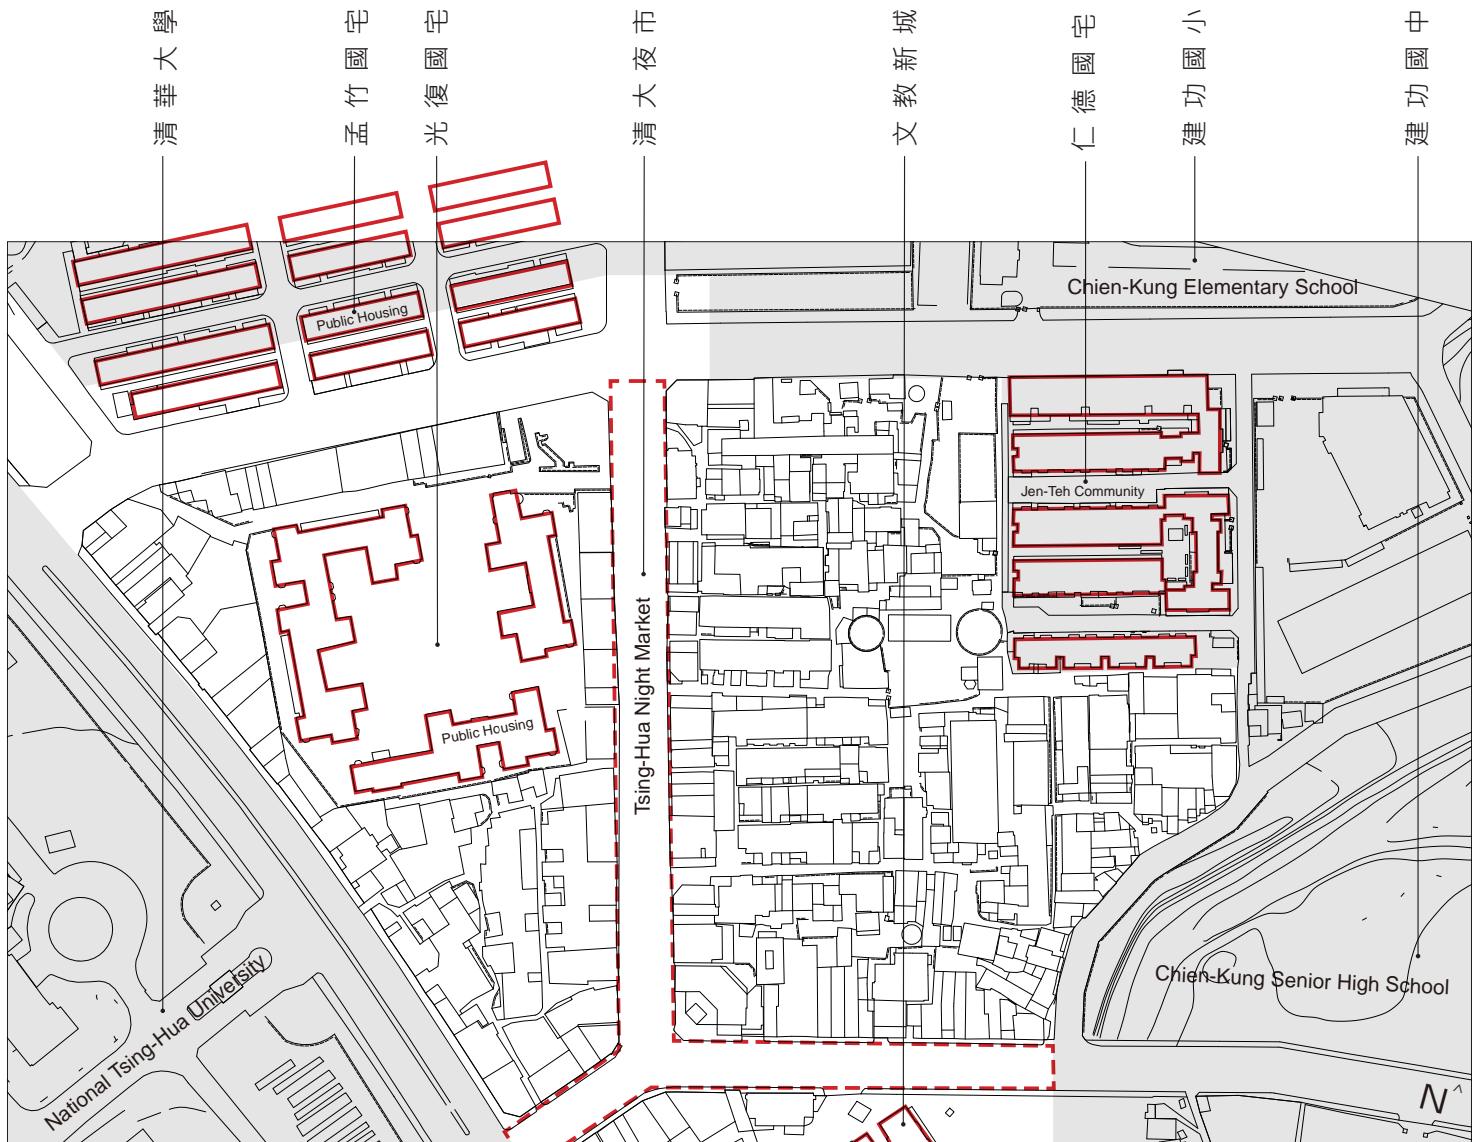 清華大學
孟竹國宅
光復國宅
清大夜市
文教新城
仁德國宅
建功國小
建功國中
Chien-Kung Elementary School
Public Housing
Jen-Teh Community
Tsing-Hua Night Market
Public Housing
Chien-Kung Senior High School
National Tsing-Hua University
N